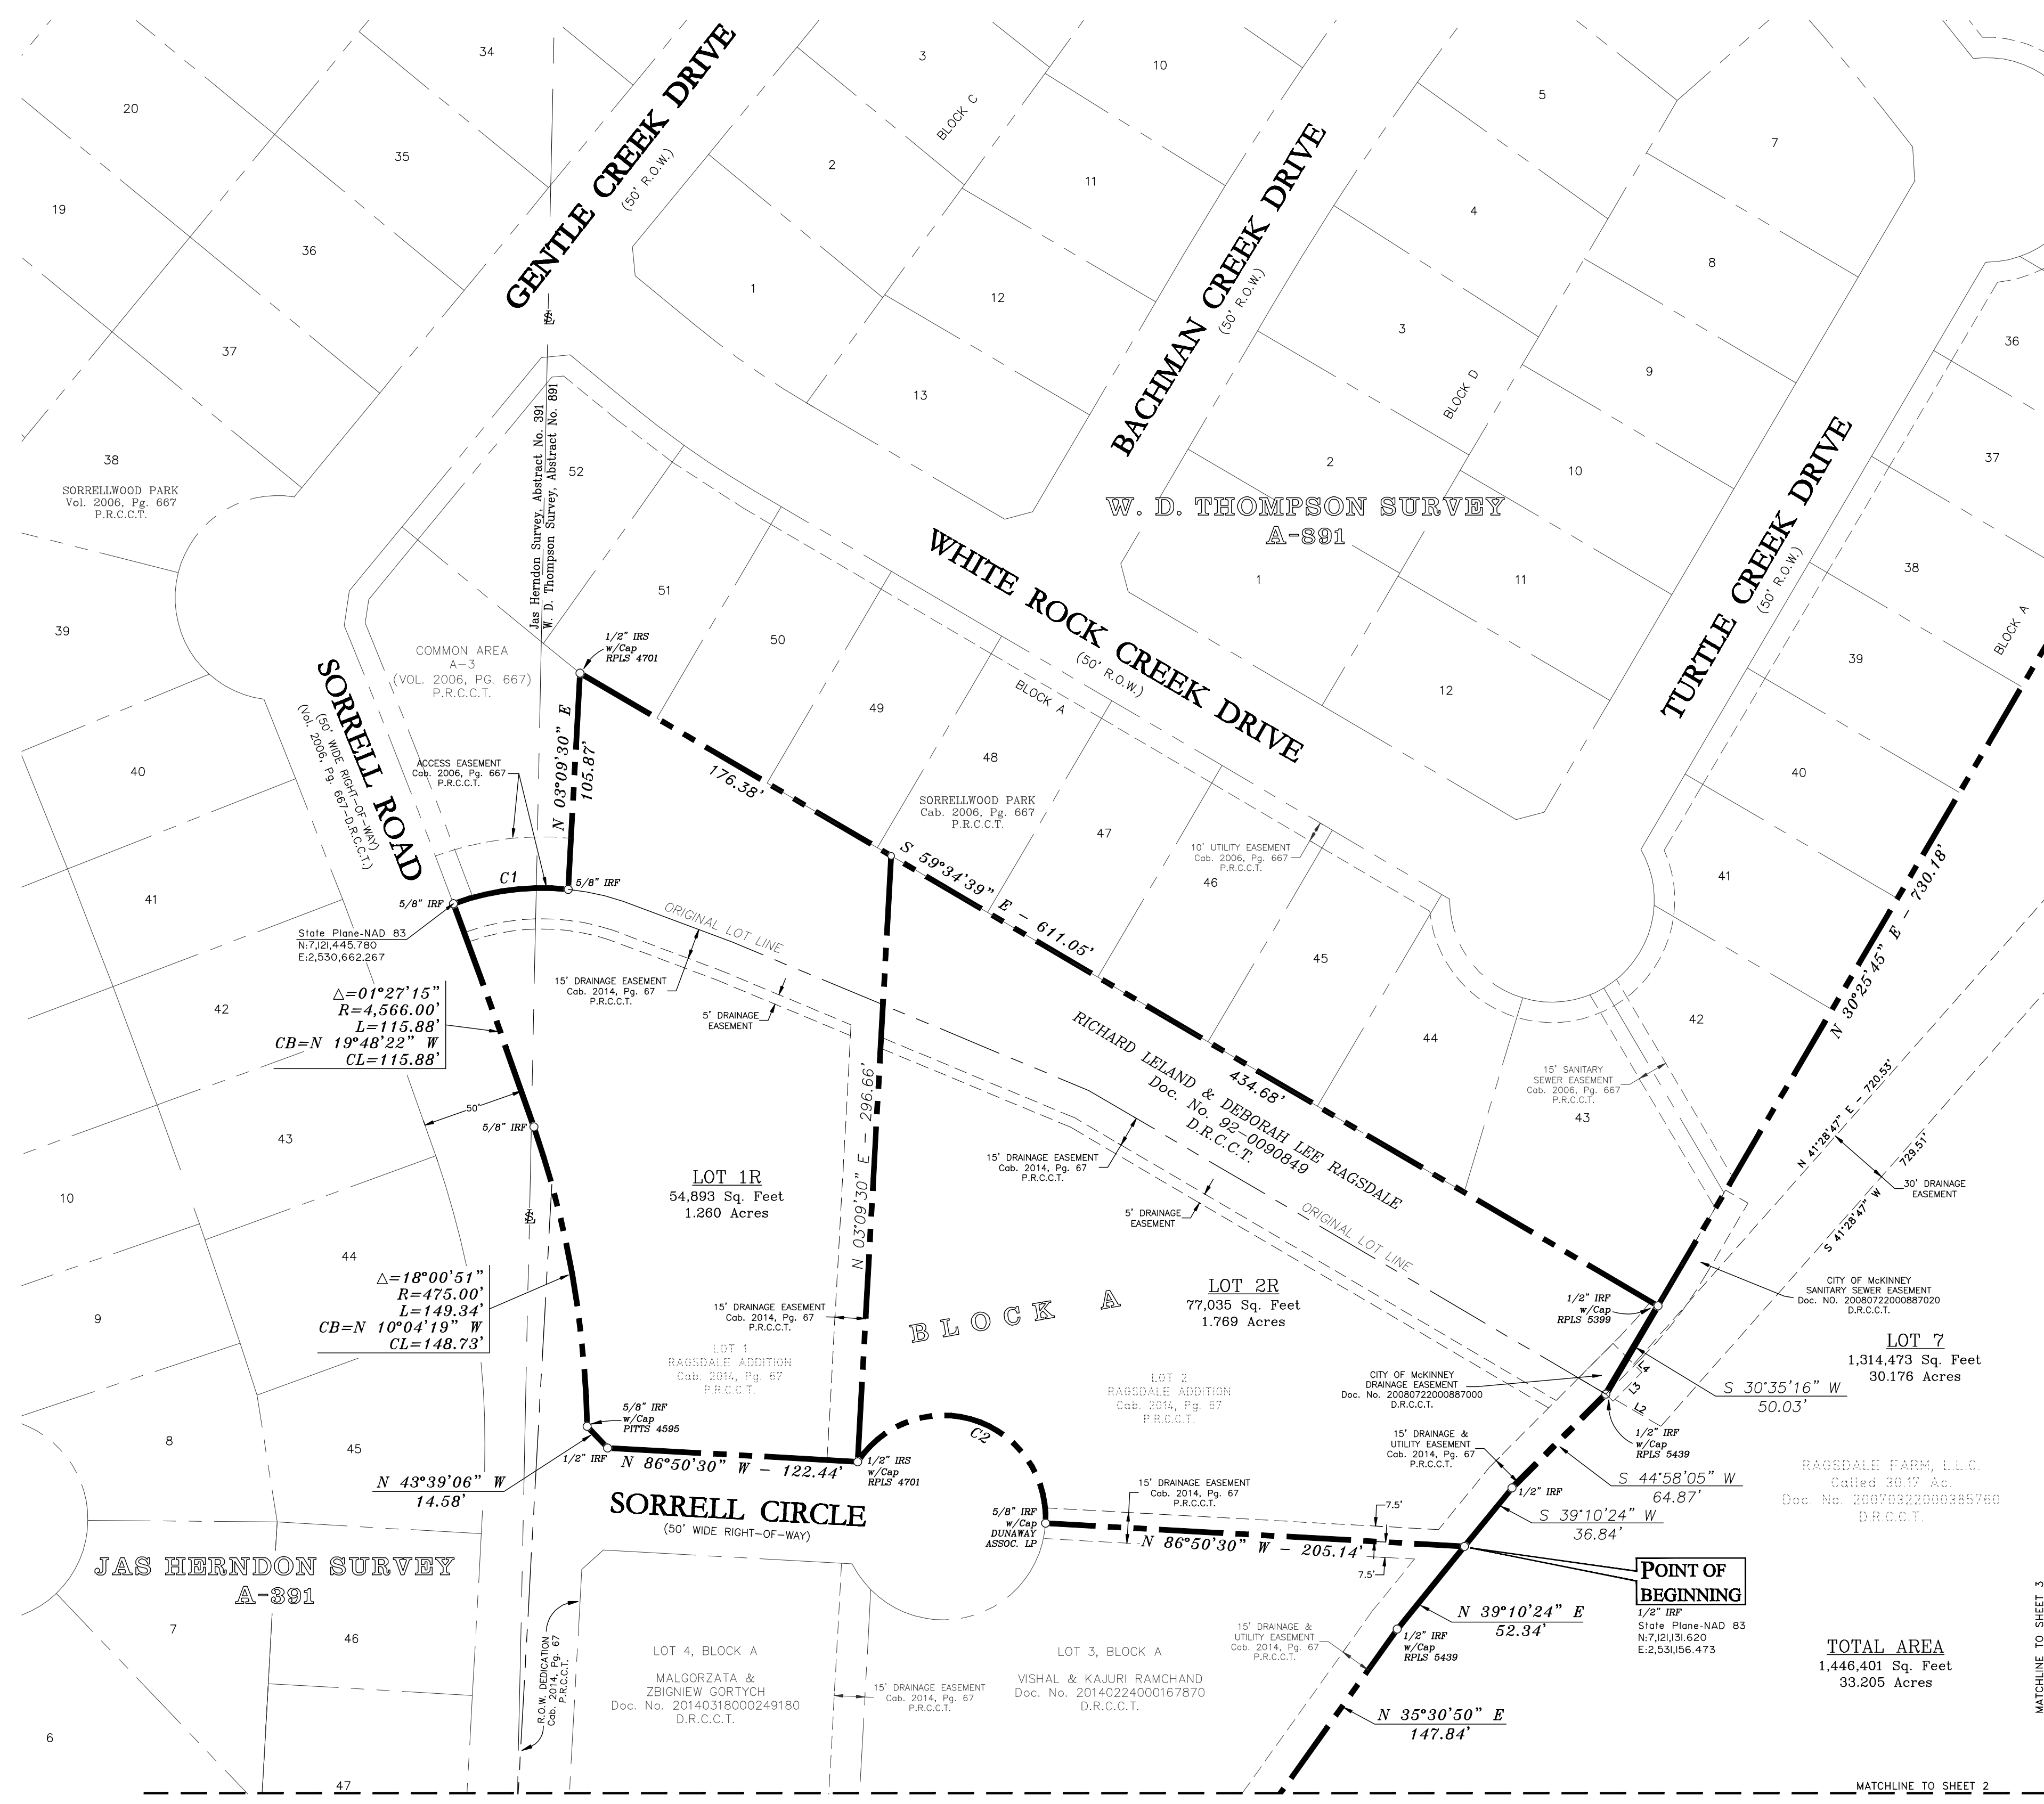 34
3
10
5
7
20
35
2
BLOCK C
11
4
8
19
36
GENTLE CREEK DRIVE
(50' R.O.W.)
1
12
BACHMAN CREEK DRIVE
(50' R.O.W.)
3
9
36
37
13
BLOCK D
38
SORRELLWOOD PARK
Vol. 2006, Pg. 667
P.R.C.C.T.
Jas Herndon Survey, Abstract No. 391
W. D. Thompson Survey, Abstract No. 891
52
2
10
37
W. D. THOMPSON SURVEY
A-891
TURTLE CREEK DRIVE
(50' R.O.W.)
1
11
38
39
51
50
49
48
47
46
45
44
43
42
41
40
39
12
BLOCK A
WHITE ROCK CREEK DRIVE
(50' R.O.W.)
BLOCK A
COMMON AREA
A-3
(VOL. 2006, PG. 667)
P.R.C.C.T.
1/2" IRS
w/Cap
RPLS 4701
SORRELL ROAD
(50' WIDE RIGHT-OF-WAY)
(Vol. 2006, Pg. 667-D.R.C.C.T.)
40
41
42
43
10
44
9
8
45
7
46
6
47
ACCESS EASEMENT
Cab. 2006, Pg. 667
P.R.C.C.T.
N 03°09'30" E
105.87'
176.38'
S 59°34'39" E - 611.05'
434.68'
SORRELLWOOD PARK
Cab. 2006, Pg. 667
P.R.C.C.T.
10' UTILITY EASEMENT
Cab. 2006, Pg. 667
P.R.C.C.T.
C1
5/8" IRF
5/8" IRF
State Plane-NAD 83
N:7,121,445.780
E:2,530,662.267
ORIGINAL LOT LINE
15' DRAINAGE EASEMENT
Cab. 2014, Pg. 67
P.R.C.C.T.
5' DRAINAGE
EASEMENT
△=01°27'15"
R=4,566.00'
L=115.88'
CB=N 19°48'22" W
CL=115.88'
50'
5/8" IRF
RICHARD LELAND & DEBORAH LEE RAGSDALE
Doc. No. 92-0090849
D.R.C.C.T.
15' SANITARY
SEWER EASEMENT
Cab. 2006, Pg. 667
P.R.C.C.T.
N 30°25'45" E - 730.18'
N 41°28'47" E - 720.53'
S 41°28'47" W
729.51'
30' DRAINAGE
EASEMENT
LOT 1R
54,893 Sq. Feet
1.260 Acres
N 03°09'30" E - 296.66'
15' DRAINAGE EASEMENT
Cab. 2014, Pg. 67
P.R.C.C.T.
5' DRAINAGE
EASEMENT
ORIGINAL LOT LINE
△=18°00'51"
R=475.00'
L=149.34'
CB=N 10°04'19" W
CL=148.73'
15' DRAINAGE EASEMENT
Cab. 2014, Pg. 67
P.R.C.C.T.
BLOCK A
LOT 2R
77,035 Sq. Feet
1.769 Acres
1/2" IRF
w/Cap
RPLS 5399
CITY OF McKINNEY
SANITARY SEWER EASEMENT
Doc. NO. 20080722000887020
D.R.C.C.T.
LOT 7
1,314,473 Sq. Feet
30.176 Acres
LOT 1
RAGSDALE ADDITION
Cab. 2014, Pg. 67
P.R.C.C.T.
LOT 2
RAGSDALE ADDITION
Cab. 2014, Pg. 67
P.R.C.C.T.
CITY OF McKINNEY
DRAINAGE EASEMENT
Doc. No. 20080722000887000
D.R.C.C.T.
L4
L3
L2
S 30°35'16" W
50.03'
5/8" IRF
w/Cap
PITTS 4595
1/2" IRF
N 86°50'30" W - 122.44'
1/2" IRS
w/Cap
RPLS 4701
C2
15' DRAINAGE &
UTILITY EASEMENT
Cab. 2014, Pg. 67
P.R.C.C.T.
1/2" IRF
w/Cap
RPLS 5439
S 44°58'05" W
64.87'
RAGSDALE FARM, L.L.C.
Called 30.17 Ac.
Doc. No. 20070322000385760
D.R.C.C.T.
N 43°39'06" W
14.58'
SORRELL CIRCLE
(50' WIDE RIGHT-OF-WAY)
15' DRAINAGE EASEMENT
Cab. 2014, Pg. 67
P.R.C.C.T.
7.5'
7.5'
1/2" IRF
S 39°10'24" W
36.84'
5/8" IRF
w/Cap
DUNAWAY
ASSOC. LP
N 86°50'30" W - 205.14'
JAS HERNDON SURVEY
A-391
POINT OF
BEGINNING
1/2" IRF
State Plane-NAD 83
N:7,121,131.620
E:2,531,156.473
N 39°10'24" E
52.34'
1/2" IRF
w/Cap
RPLS 5439
15' DRAINAGE &
UTILITY EASEMENT
Cab. 2014, Pg. 67
P.R.C.C.T.
R.O.W. DEDICATION
Cab. 2014, Pg. 67
P.R.C.C.T.
LOT 4, BLOCK A
MALGORZATA &
ZBIGNIEW GORTYCH
Doc. No. 20140318000249180
D.R.C.C.T.
15' DRAINAGE EASEMENT
Cab. 2014, Pg. 67
P.R.C.C.T.
LOT 3, BLOCK A
VISHAL & KAJURI RAMCHAND
Doc. No. 20140224000167870
D.R.C.C.T.
TOTAL AREA
1,446,401 Sq. Feet
33.205 Acres
N 35°30'50" E
147.84'
MATCHLINE TO SHEET 3
MATCHLINE TO SHEET 2